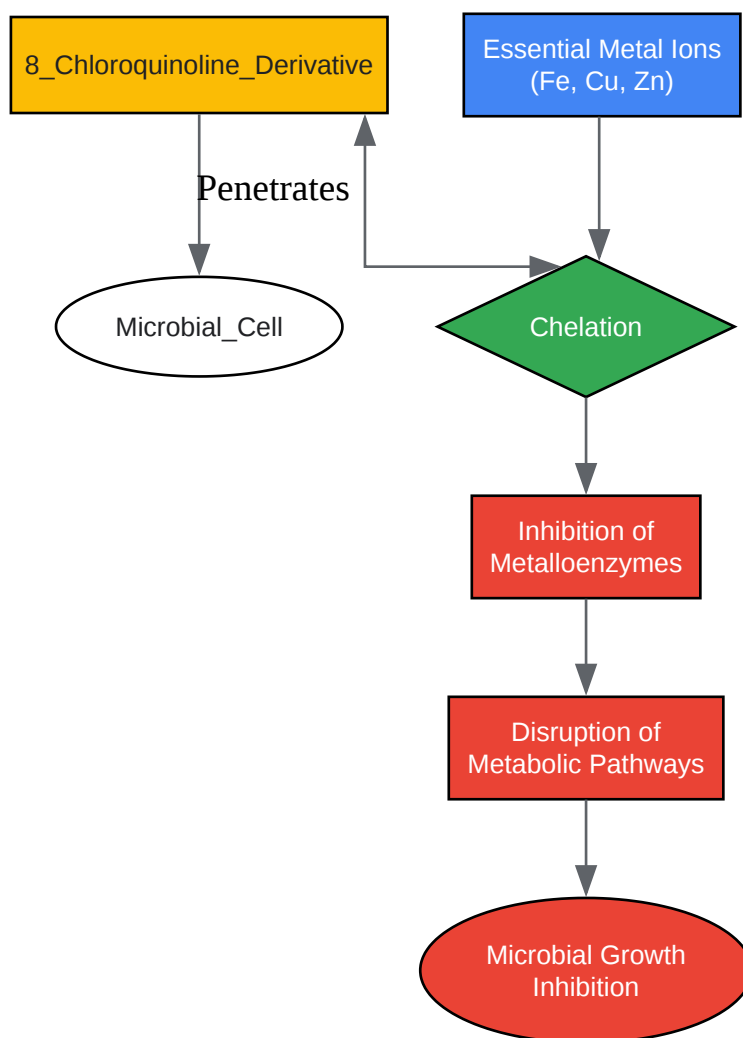 8_Chloroquinoline_Derivative
Essential Metal Ions
(Fe, Cu, Zn)
Penetrates
Microbial_Cell
Chelation
Inhibition of
Metalloenzymes
Disruption of
Metabolic Pathways
Microbial Growth
Inhibition